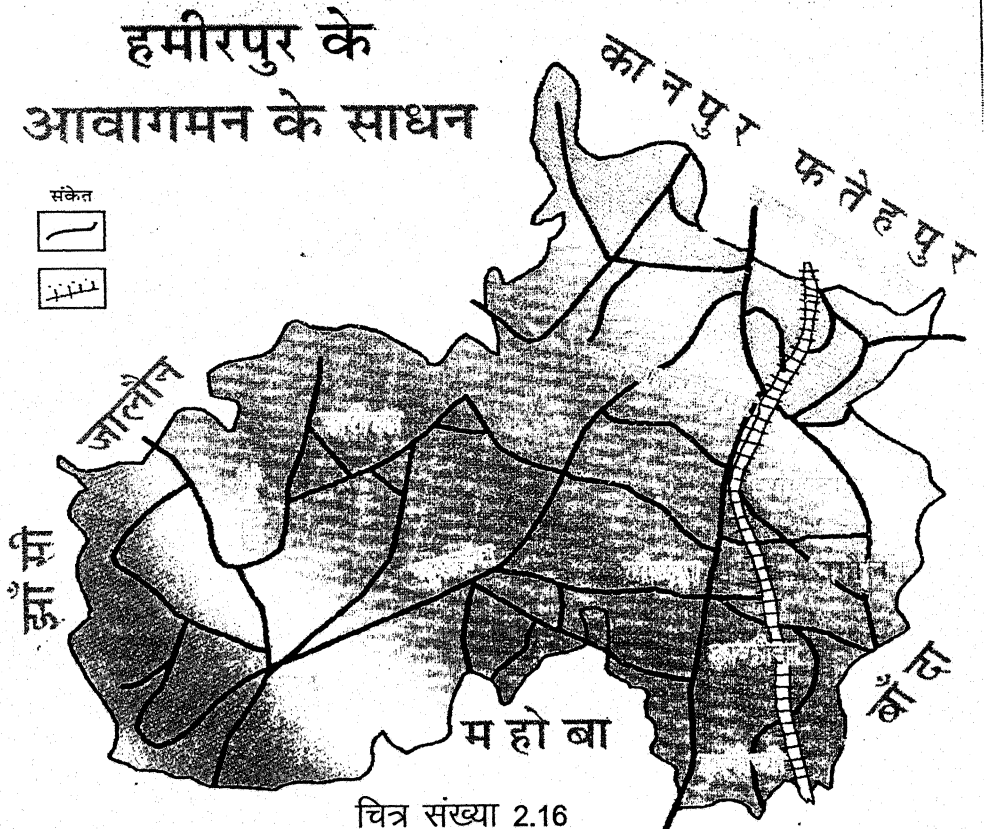 हमीरपुर के
आवागमन के साधन
संकेत
कानपुर
फतेहपुर
जालौन
झाँसी
महोबा
बाँदा
चित्र संख्या 2.16